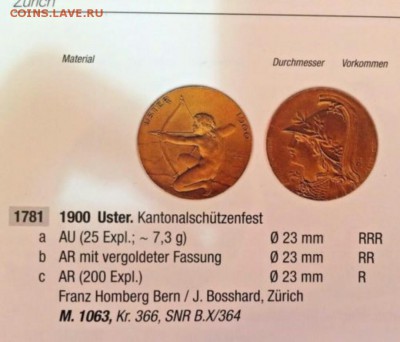 Zürich
COINS.LAVE.RU
Material Durchmesser Vorkommen
USTER 1900
1781 1900 Uster. Kantonalschützenfest
a AU (25 Expl.; ~ 7,3 g) Ø 23 mm RRR
b AR mit vergoldeter Fassung Ø 23 mm RR
c AR (200 Expl.) Ø 23 mm R
Franz Homberg Bern / J. Bosshard, Zürich
M. 1063, Kr. 366, SNR B.X/364